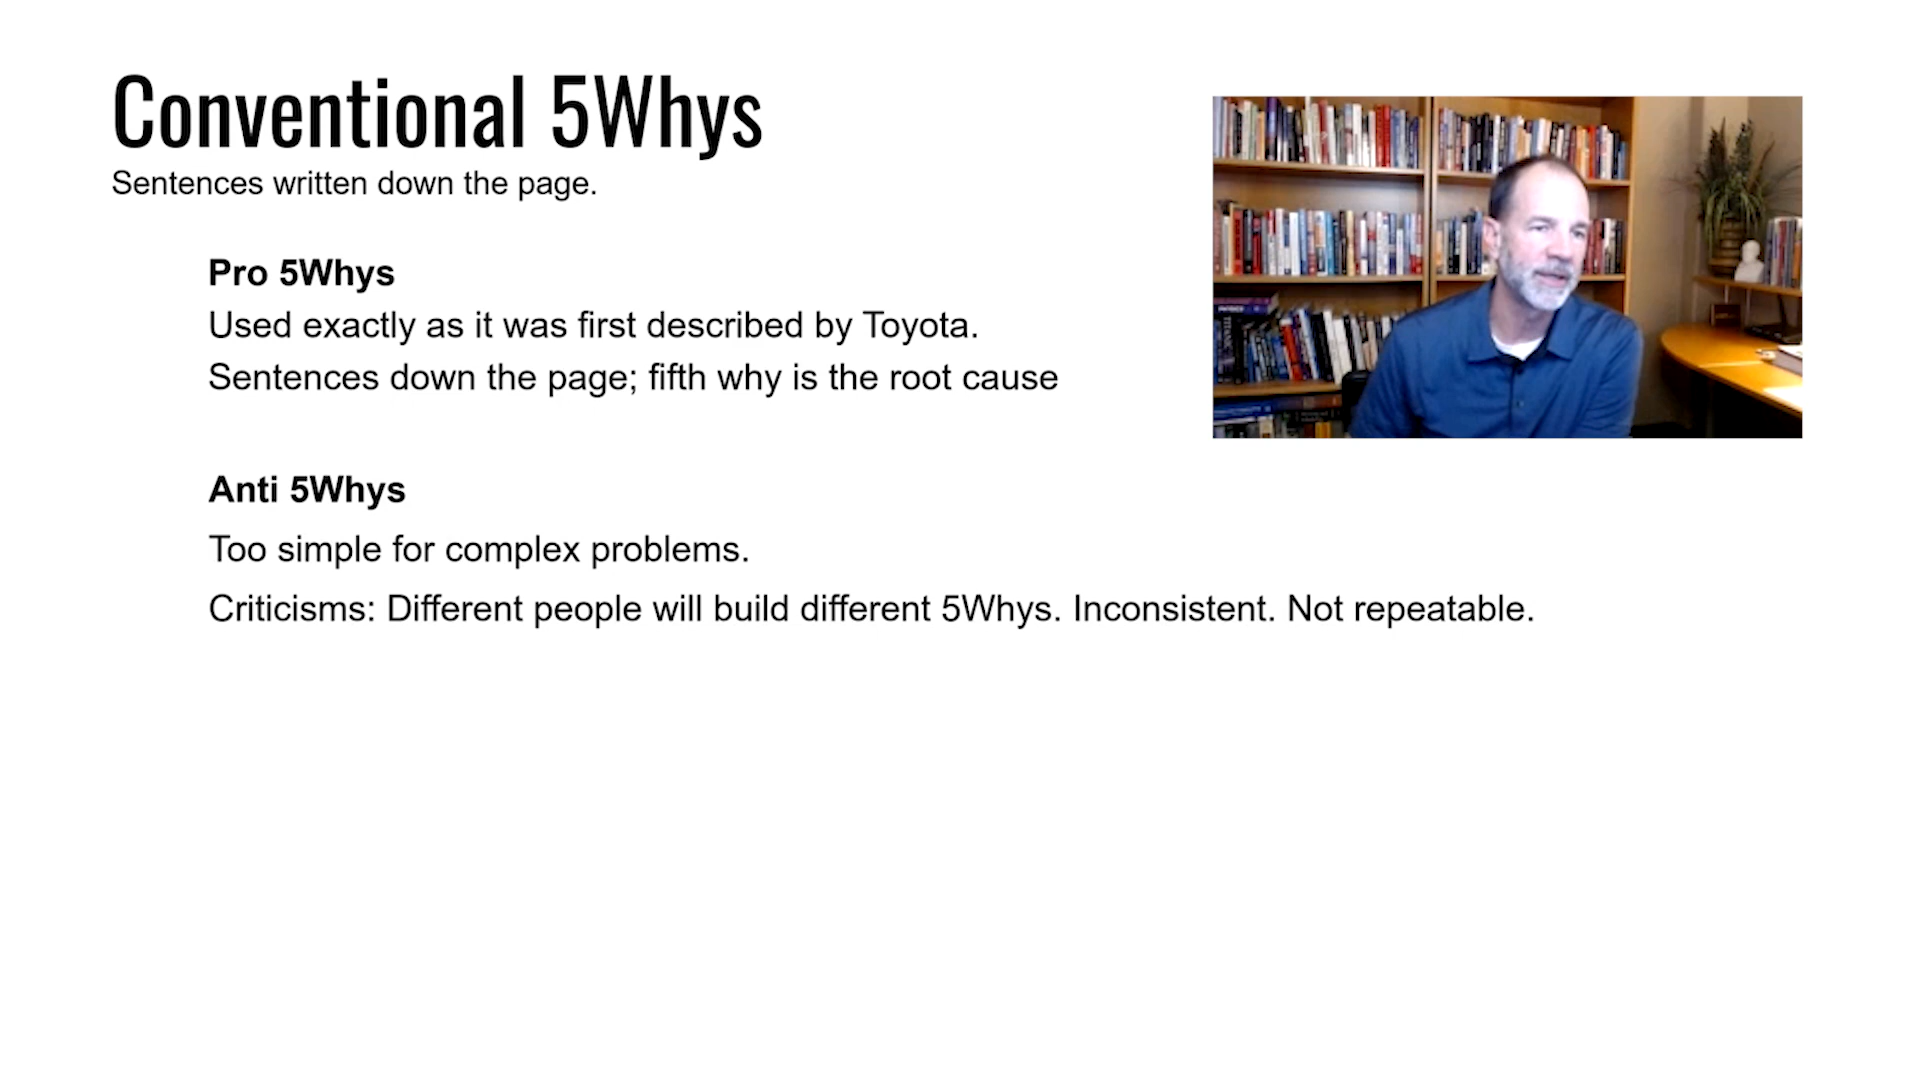 Conventional 5Whys
Sentences written down the page.
Pro 5Whys
Used exactly as it was first described by Toyota.
Sentences down the page; fifth why is the root cause
Anti 5Whys
Too simple for complex problems.
Criticisms: Different people will build different 5Whys. Inconsistent. Not repeatable.